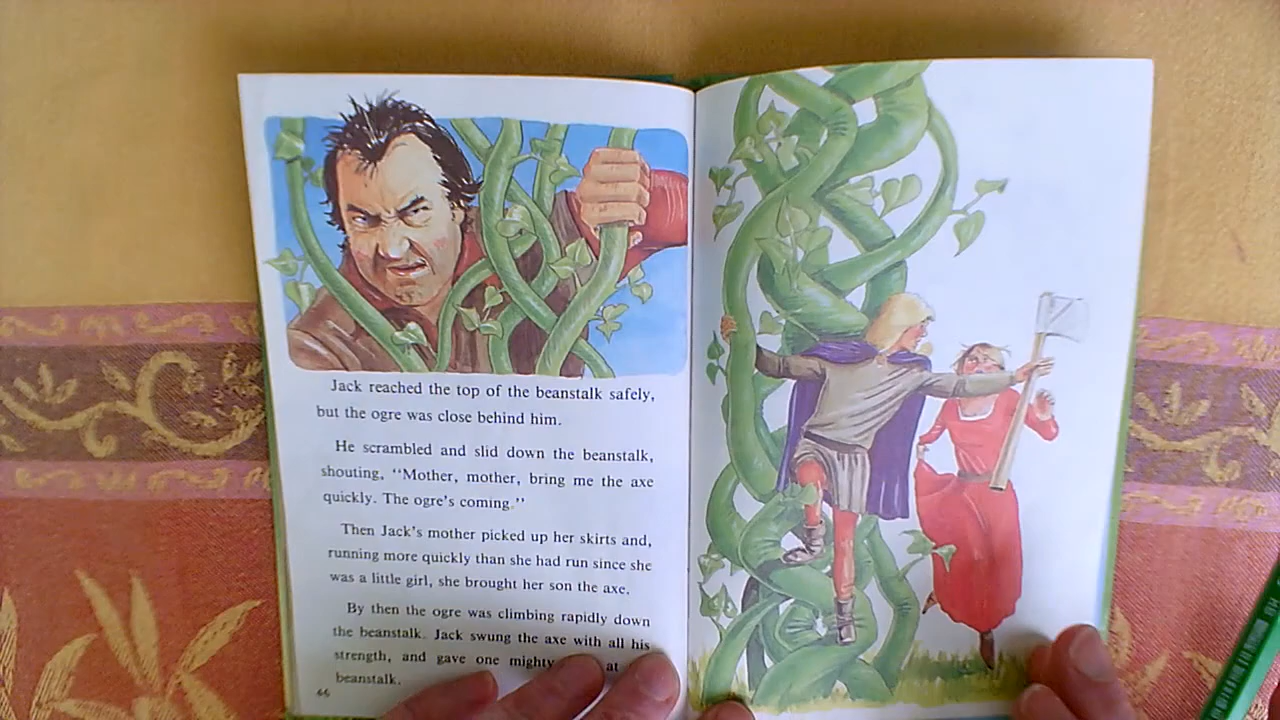 Jack reached the top of the beanstalk safely,
but the ogre was close behind him.
He scrambled and slid down the beanstalk,
shouting, “Mother, mother, bring me the axe
quickly. The ogre's coming.”
Then Jack's mother picked up her skirts and,
running more quickly than she had run since she
was a little girl, she brought her son the axe.
By then the ogre was climbing rapidly down
the beanstalk. Jack swung the axe with all his
strength, and gave one mighty at
beanstalk.
46